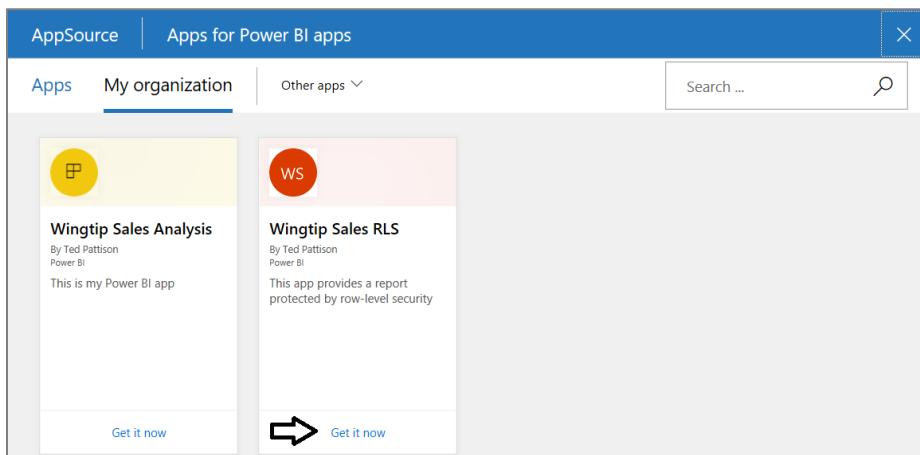 AppSource Apps for Power BI apps
Apps My organization Other apps Search ...
WS
Wingtip Sales Analysis
By Ted Pattison
Power BI
This is my Power BI app
Get it now
Wingtip Sales RLS
By Ted Pattison
Power BI
This app provides a report
protected by row-level security
Get it now